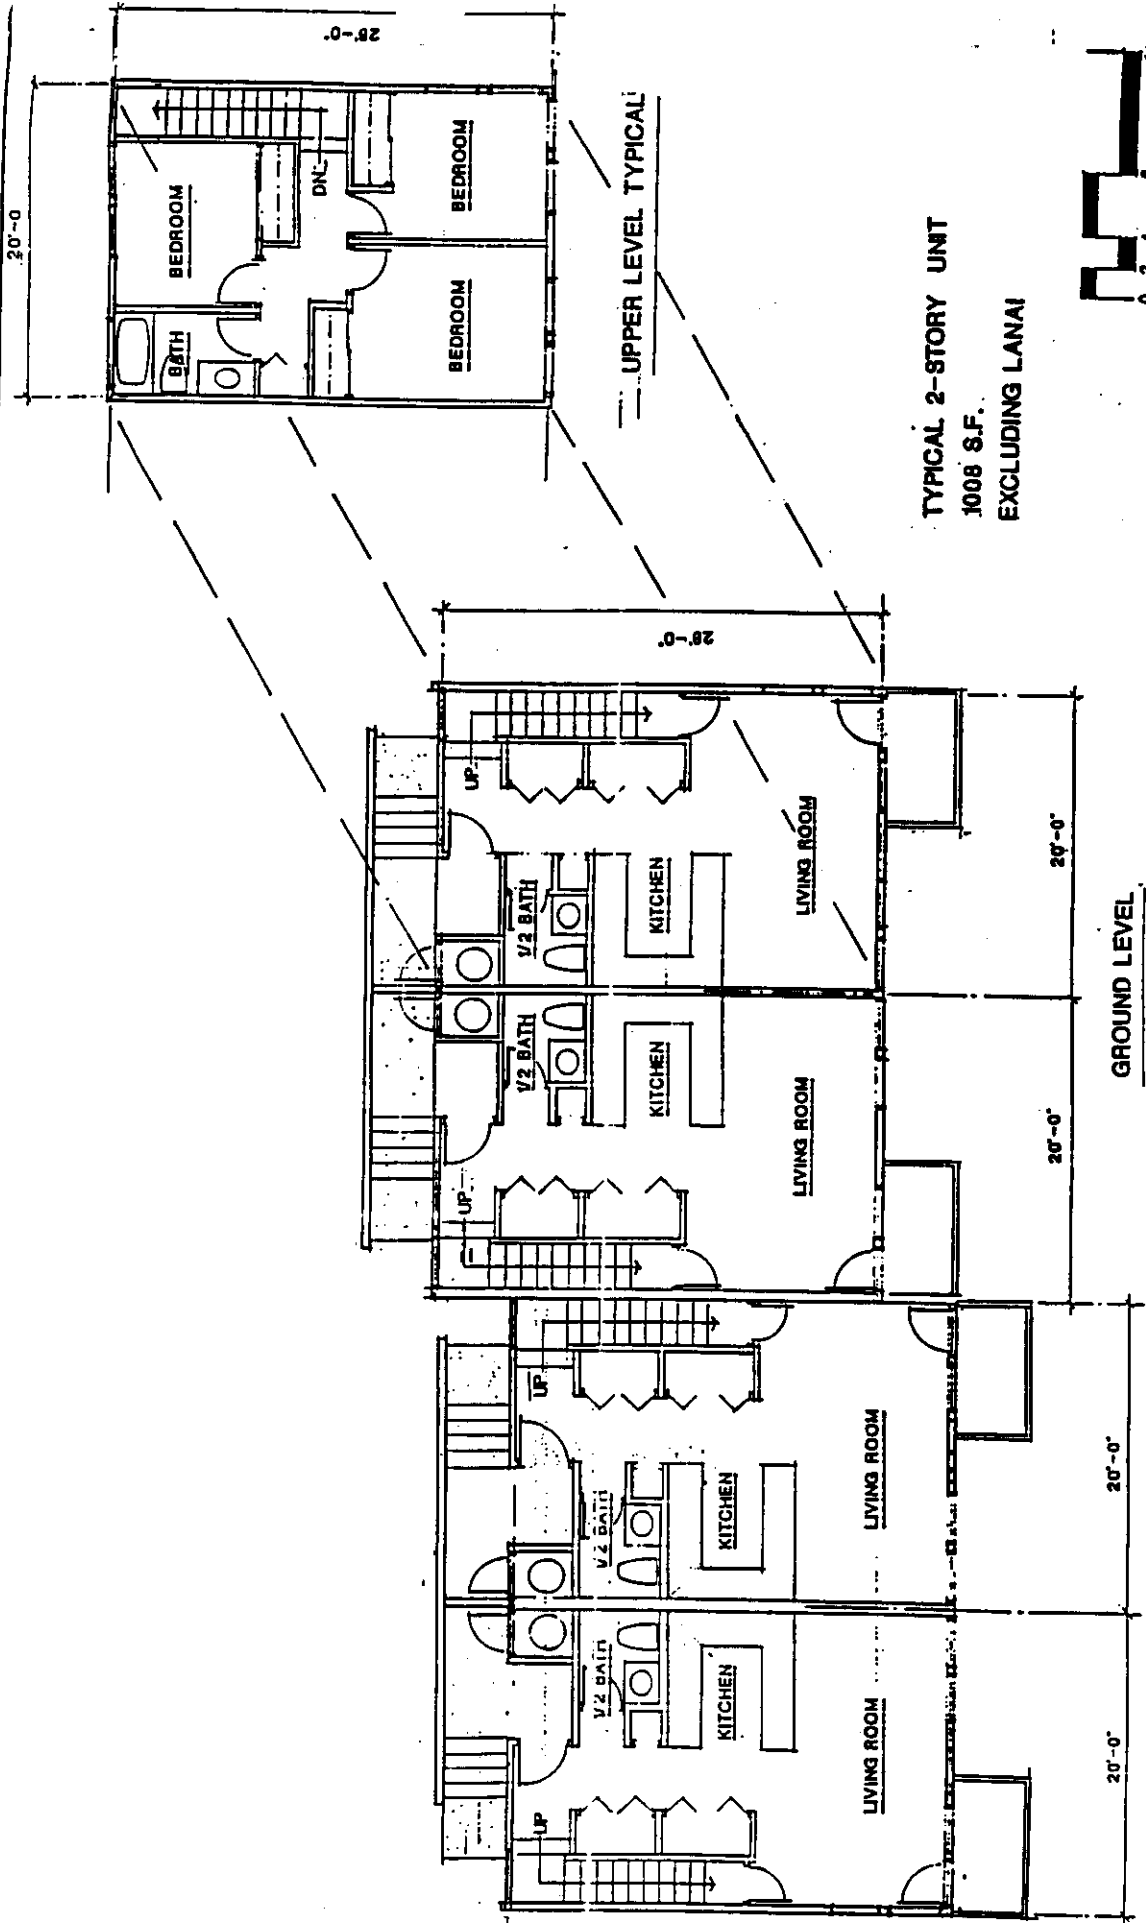 20'-0
28'-0"
BEDROOM
BATH
DN.
BEDROOM
BEDROOM
UPPER LEVEL TYPICAL
TYPICAL 2-STORY UNIT
1008 S.F.
EXCLUDING LANAI
0
28'-0"
UP
UP
1/2 BATH
1/2 BATH
KITCHEN
KITCHEN
LIVING ROOM
LIVING ROOM
20'-0"
20'-0"
UP
UP
1/2 BATH
1/2 BATH
KITCHEN
KITCHEN
LIVING ROOM
LIVING ROOM
20'-0"
20'-0"
GROUND LEVEL